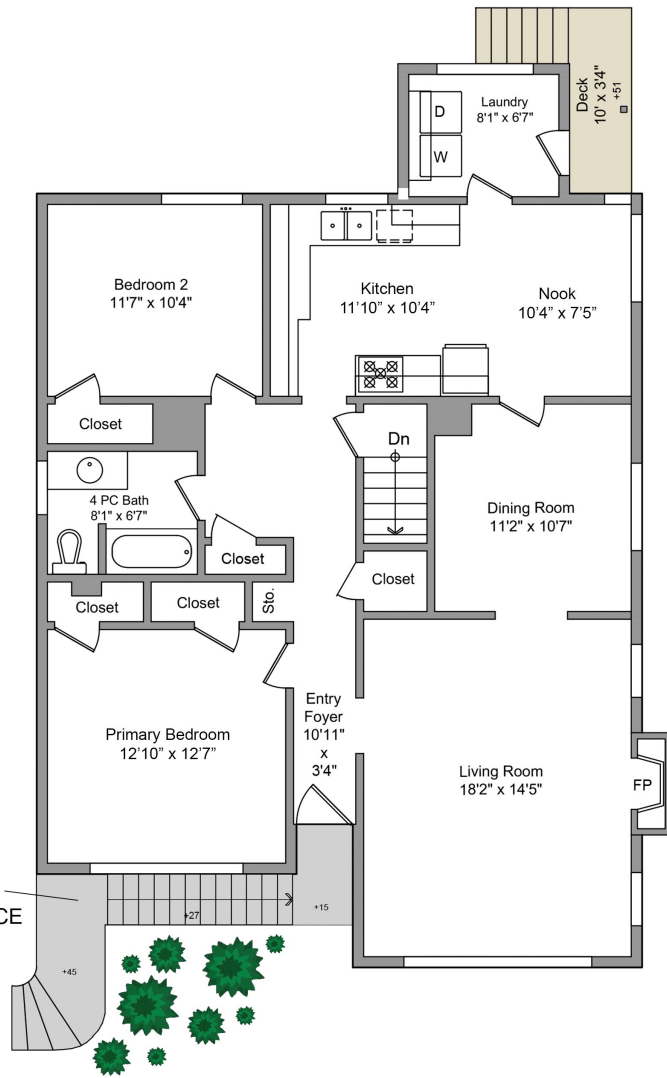 Deck
10' x 3'4"
+51
Laundry
8'1" x 6'7"
D
W
Bedroom 2
11'7" x 10'4"
Kitchen
11'10" x 10'4"
Nook
10'4" x 7'5"
Closet
Dn
4 PC Bath
8'1" x 6'7"
Dining Room
11'2" x 10'7"
Closet
Closet
Closet
Closet
Sto.
Entry
Foyer
10'11"
x
3'4"
Primary Bedroom
12'10" x 12'7"
Living Room
18'2" x 14'5"
FP
CE
+27
+15
+45